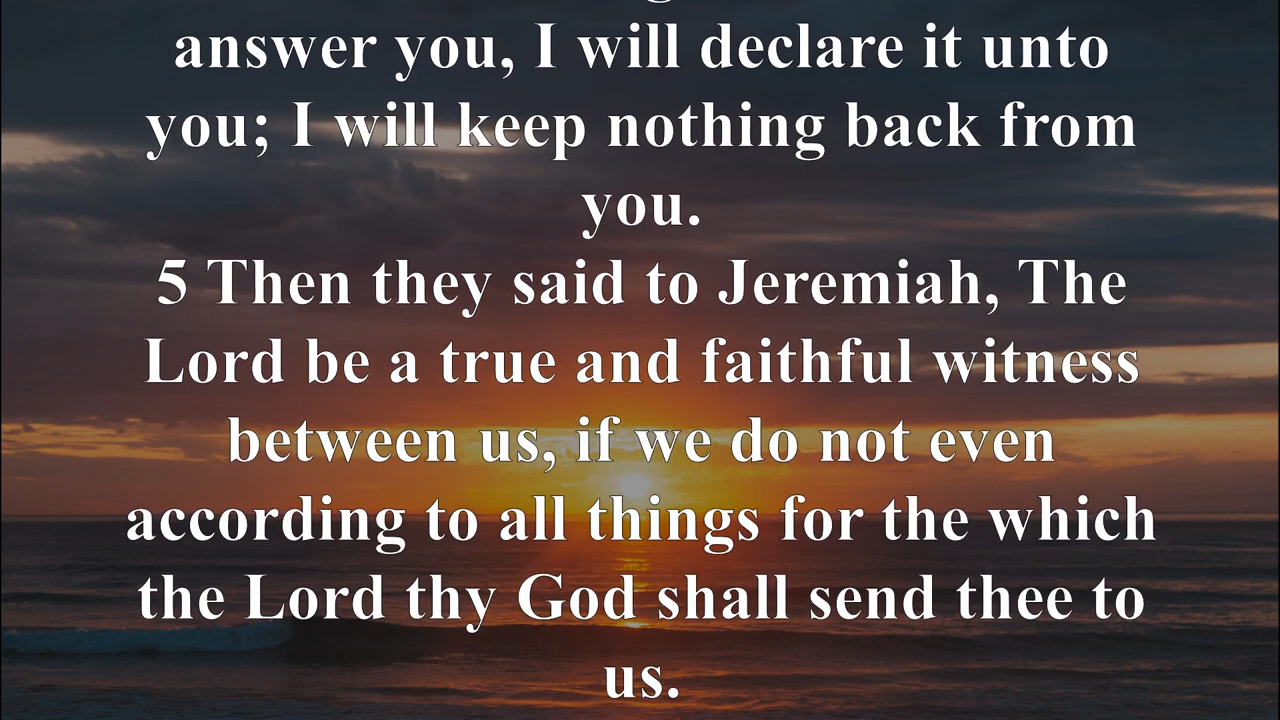 answer you, I will declare it unto
you; I will keep nothing back from
you.
5 Then they said to Jeremiah, The
Lord be a true and faithful witness
between us, if we do not even
according to all things for the which
the Lord thy God shall send thee to
us.